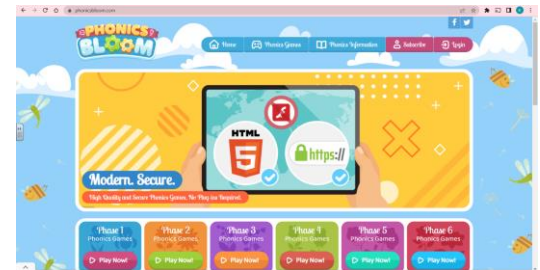 phonicsbloom.com
PHONICS
BLOOM
Home
Phonics Games
Phonics Information
Subscribe
Login
HTML
5
https://
Modern. Secure.
High Quality and Secure Phonics Games. No Plug-ins Required.
Phase 1
Phonics Games
Play Now!
Phase 2
Phonics Games
Play Now!
Phase 3
Phonics Games
Play Now!
Phase 4
Phonics Games
Play Now!
Phase 5
Phonics Games
Play Now!
Phase 6
Phonics Games
Play Now!